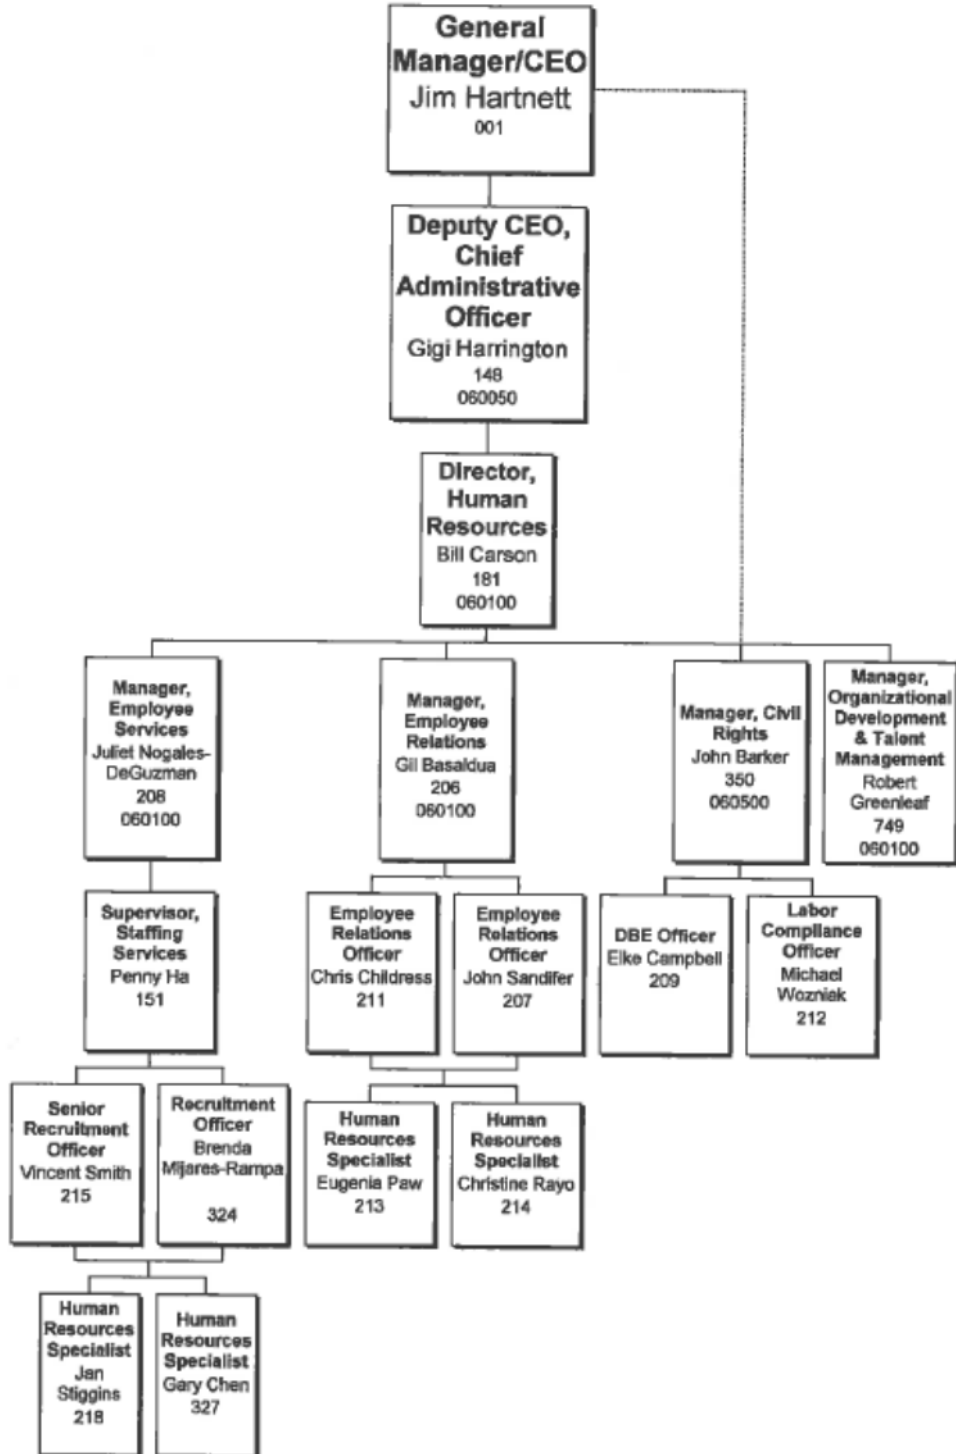 General
Manager/CEO
Jim Hartnett
001
Deputy CEO,
Chief
Administrative
Officer
Gigi Harrington
148
060050
Director,
Human
Resources
Bill Carson
181
060100
Manager,
Employee
Services
Juliet Nogales-
DeGuzman
208
060100
Manager,
Employee
Relations
Gil Basaldua
206
060100
Manager, Civil
Rights
John Barker
350
060500
Manager,
Organizational
Development
& Talent
Management
Robert
Greenleaf
749
060100
Supervisor,
Staffing
Services
Penny Ha
151
Employee
Relations
Officer
Chris Childress
211
Employee
Relations
Officer
John Sandifer
207
DBE Officer
Elke Campbell
209
Labor
Compliance
Officer
Michael
Wozniak
212
Senior
Recruitment
Officer
Vincent Smith
215
Recruitment
Officer
Brenda
Mijares-Rampa
324
Human
Resources
Specialist
Eugenia Paw
213
Human
Resources
Specialist
Christine Rayo
214
Human
Resources
Specialist
Jan
Stiggins
218
Human
Resources
Specialist
Gary Chen
327